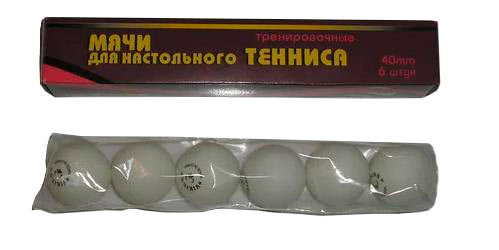 тренировочные
МЯЧИ
ДЛЯ НАСТОЛЬНОГО ТЕННИСА
40mm
6 штук